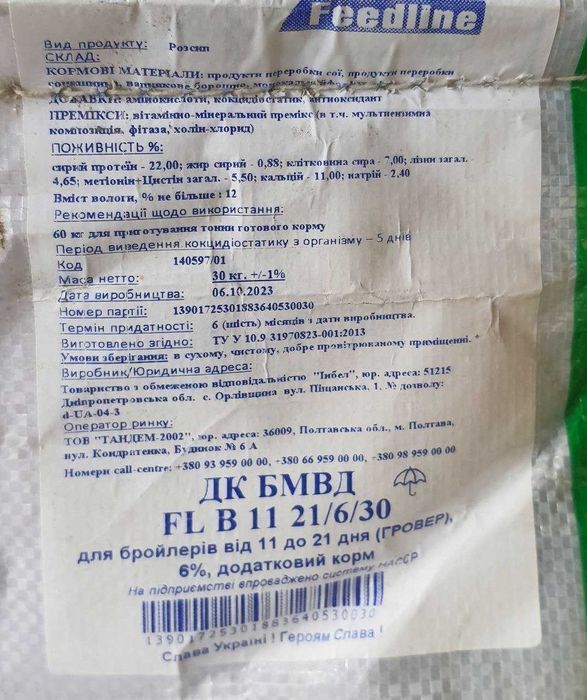 Feedline
Вид продукту: Розсип
СКЛАД:
КОРМОВІ МАТЕРІАЛИ: продукти переробки сої, продукти переробки
вапнякове борошно,
ДОБАВКИ: амінокислоти, кокцидіостатик, антиоксидант
ПРЕМІКСИ: вітамінно-мінеральний премікс (в т.ч. мультиензимна
композиція, фітаза, холін-хлорид)
ПОЖИВНІСТЬ %:
сирий протеїн - 22,00; жир сирий - 0,88; клітковина сира - 7,00; лізин загал. -
4,65; метіонін+Цистін загал. - 5,50; кальцій - 11,00; натрій - 2,40
Вміст вологи, % не більше : 12
Рекомендації щодо використання:
60 кг для приготування тонни готового корму
Період виведення кокцидіостатику з організму – 5 днів
Код 140597/01
Маса нетто: 30 кг. +/-1%
Дата виробництва: 06.10.2023
Номер партії: 13901725301883640530030
Термін придатності: 6 (шість) місяців з дати виробництва.
Виготовлено згідно: ТУ У 10.9 31970823-001:2013
Умови зберігання: в сухому, чистому, добре провітрюваному приміщенні. *
Виробник/Юридична адреса:
Товариство з обмеженою відповідальністю "Інбел", юр. адреса: 51215
Дніпропетровська обл. с. Орлівщина вул. Піщанська, 1, № дозволу:
d-UA-04-3
Оператор ринку:
ТОВ "ТАНДЕМ-2002", юр. адреса: 36009, Полтавська обл., м. Полтава,
вул. Кондратенка, Будинок № 6 А
Номери call-centre: +380 93 959 00 00, +380 66 959 00 00, +380 98 959 00 00
ДК БМВД
FL B 11 21/6/30
для бройлерів від 11 до 21 дня (ГРОВЕР),
6%, додатковий корм
На підприємстві впроваджено систему НАССР
13901725301883640530030
Слава Україні ! Героям Слава !